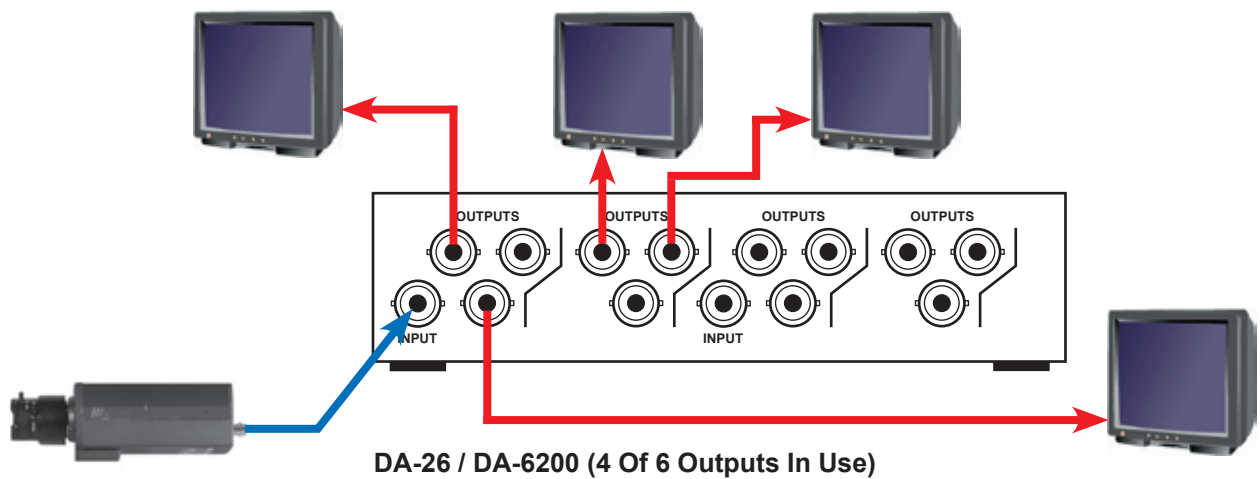 OUTPUTS OUTPUTS OUTPUTS OUTPUTS
INPUT INPUT
DA-26 / DA-6200 (4 Of 6 Outputs In Use)